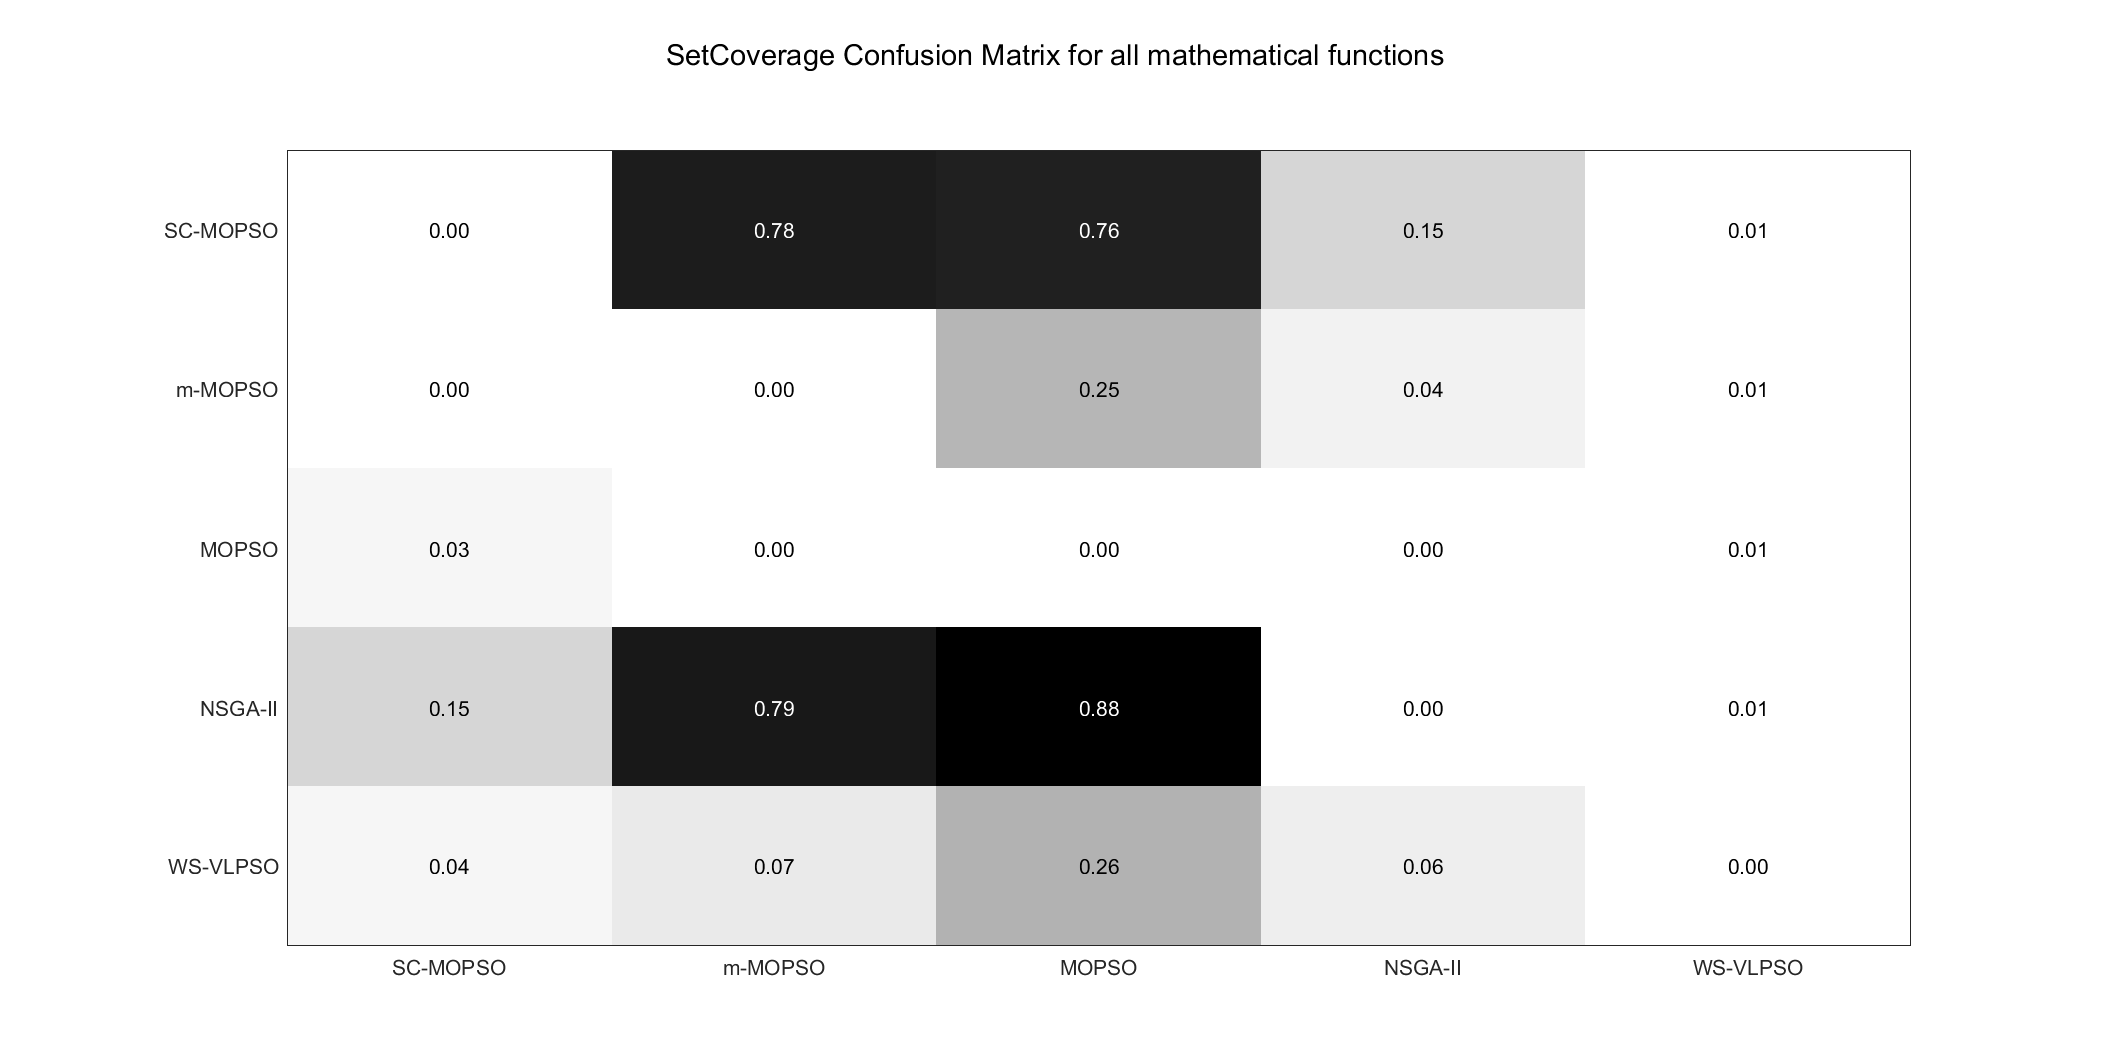 SetCoverage Confusion Matrix for all mathematical functions
SC-MOPSO 0.00 0.78 0.76 0.15 0.01
m-MOPSO 0.00 0.00 0.25 0.04 0.01
MOPSO 0.03 0.00 0.00 0.00 0.01
NSGA-II 0.15 0.79 0.88 0.00 0.01
WS-VLPSO 0.04 0.07 0.26 0.06 0.00
SC-MOPSO m-MOPSO MOPSO NSGA-II WS-VLPSO